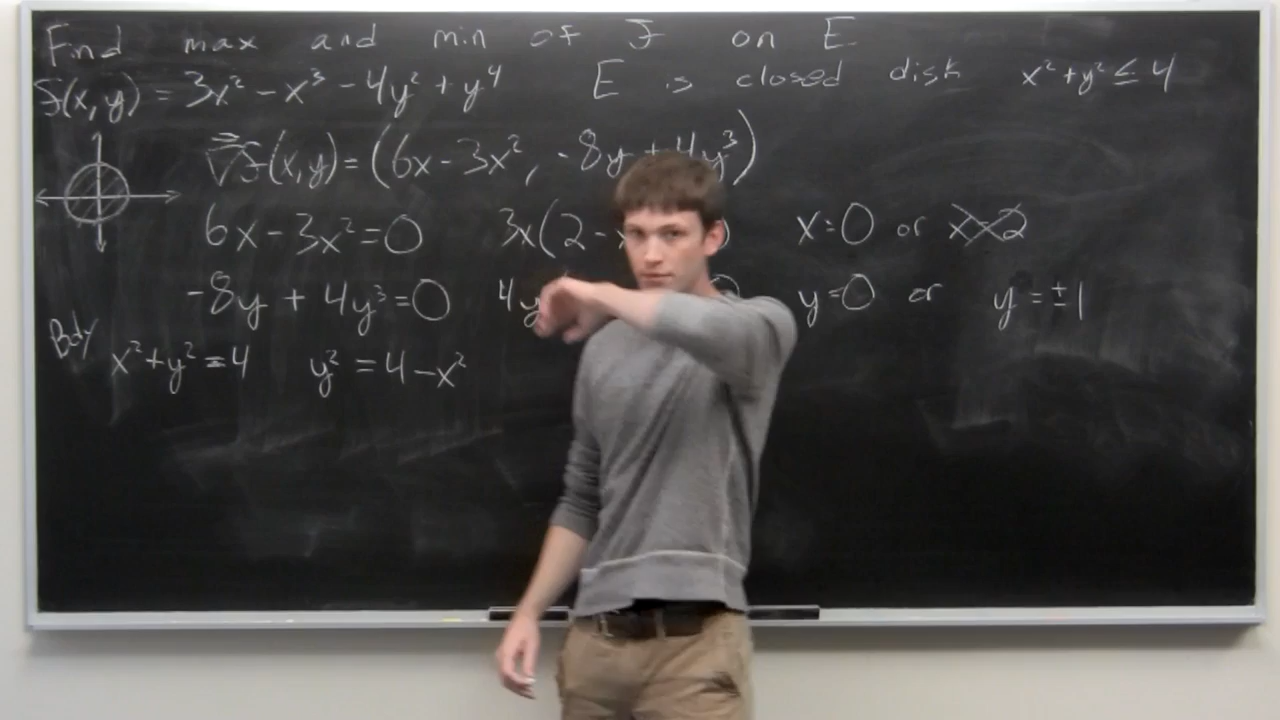 Find max and min of f on E
f(x, y) = 3x² - x³ - 4y² + y⁴ E is closed disk x² + y² ≤ 4
∇f(x, y) = (6x - 3x², -8y + 4y³)
6x - 3x² = 0 3x(2 - x=0 or x=2
-8y + 4y³ = 0 4y y=0 or y = ±1
Bdy
x² + y² = 4 y² = 4 - x²